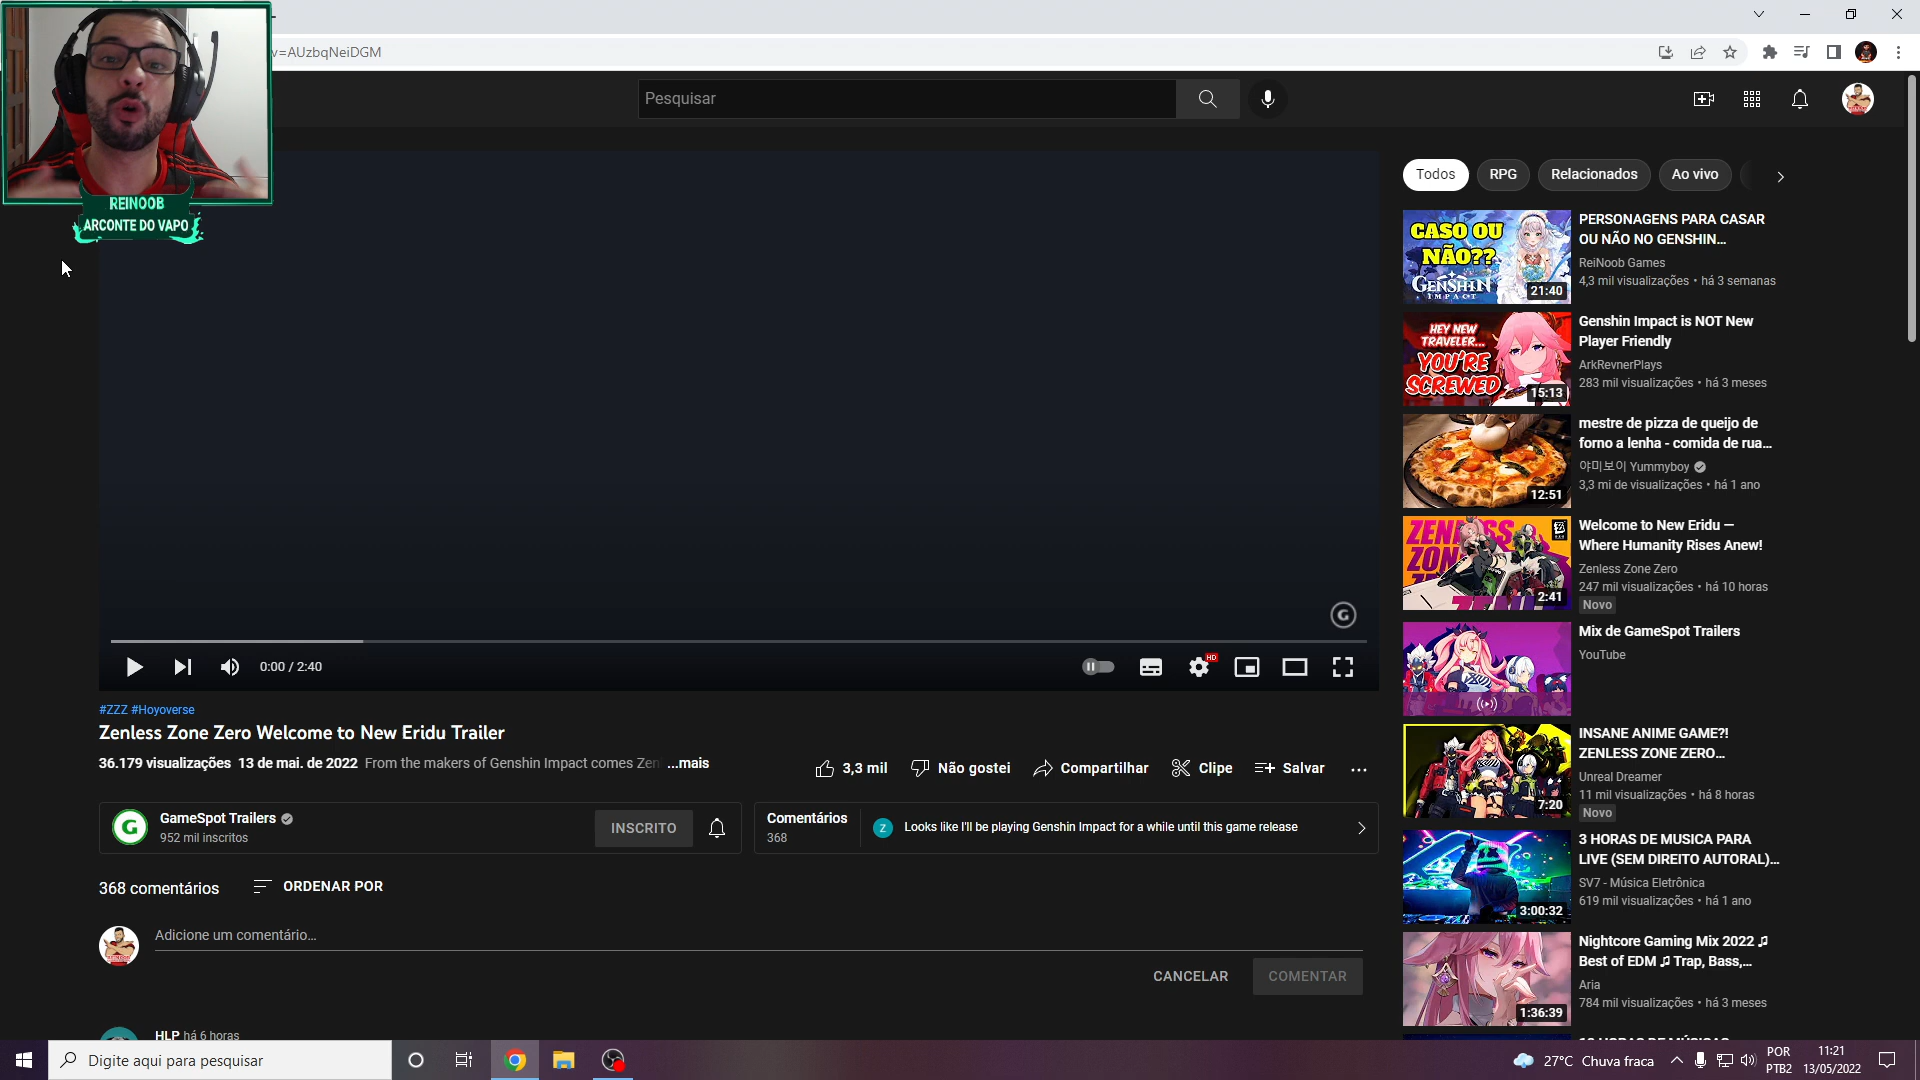 v=AUzbqNeiDGM
REINOOB
ARCONTE DO VAPO
Pesquisar
Todos
RPG
Relacionados
Ao vivo
CASO OU
NÃO??
GENSHIN
IMPACT
21:40
PERSONAGENS PARA CASAR
OU NÃO NO GENSHIN...
ReiNoob Games
4,3 mil visualizações • há 3 semanas
HEY NEW
TRAVELER...
YOU'RE
SCREWED
15:13
Genshin Impact is NOT New
Player Friendly
ArkRevnerPlays
283 mil visualizações • há 3 meses
12:51
mestre de pizza de queijo de
forno a lenha - comida de rua...
야미보이 Yummyboy
3,3 mi de visualizações • há 1 ano
2:41
Welcome to New Eridu —
Where Humanity Rises Anew!
Zenless Zone Zero
247 mil visualizações • há 10 horas
Novo
Mix de GameSpot Trailers
YouTube
7:20
INSANE ANIME GAME?!
ZENLESS ZONE ZERO...
Unreal Dreamer
11 mil visualizações • há 8 horas
Novo
3:00:32
3 HORAS DE MUSICA PARA
LIVE (SEM DIREITO AUTORAL)...
SV7 - Música Eletrônica
619 mil visualizações • há 1 ano
1:36:39
Nightcore Gaming Mix 2022 ♫
Best of EDM ♫ Trap, Bass,...
Aria
784 mil visualizações • há 3 meses
G
0:00 / 2:40
HD
#ZZZ #Hoyoverse
Zenless Zone Zero Welcome to New Eridu Trailer
36.179 visualizações 13 de mai. de 2022 From the makers of Genshin Impact comes Zen ...mais
3,3 mil
Não gostei
Compartilhar
Clipe
Salvar
G
GameSpot Trailers
952 mil inscritos
INSCRITO
Comentários
368
Z
Looks like I'll be playing Genshin Impact for a while until this game release
368 comentários
ORDENAR POR
Adicione um comentário...
CANCELAR
COMENTAR
HLP há 6 horas
Digite aqui para pesquisar
27°C Chuva fraca
POR
PTB2
11:21
13/05/2022